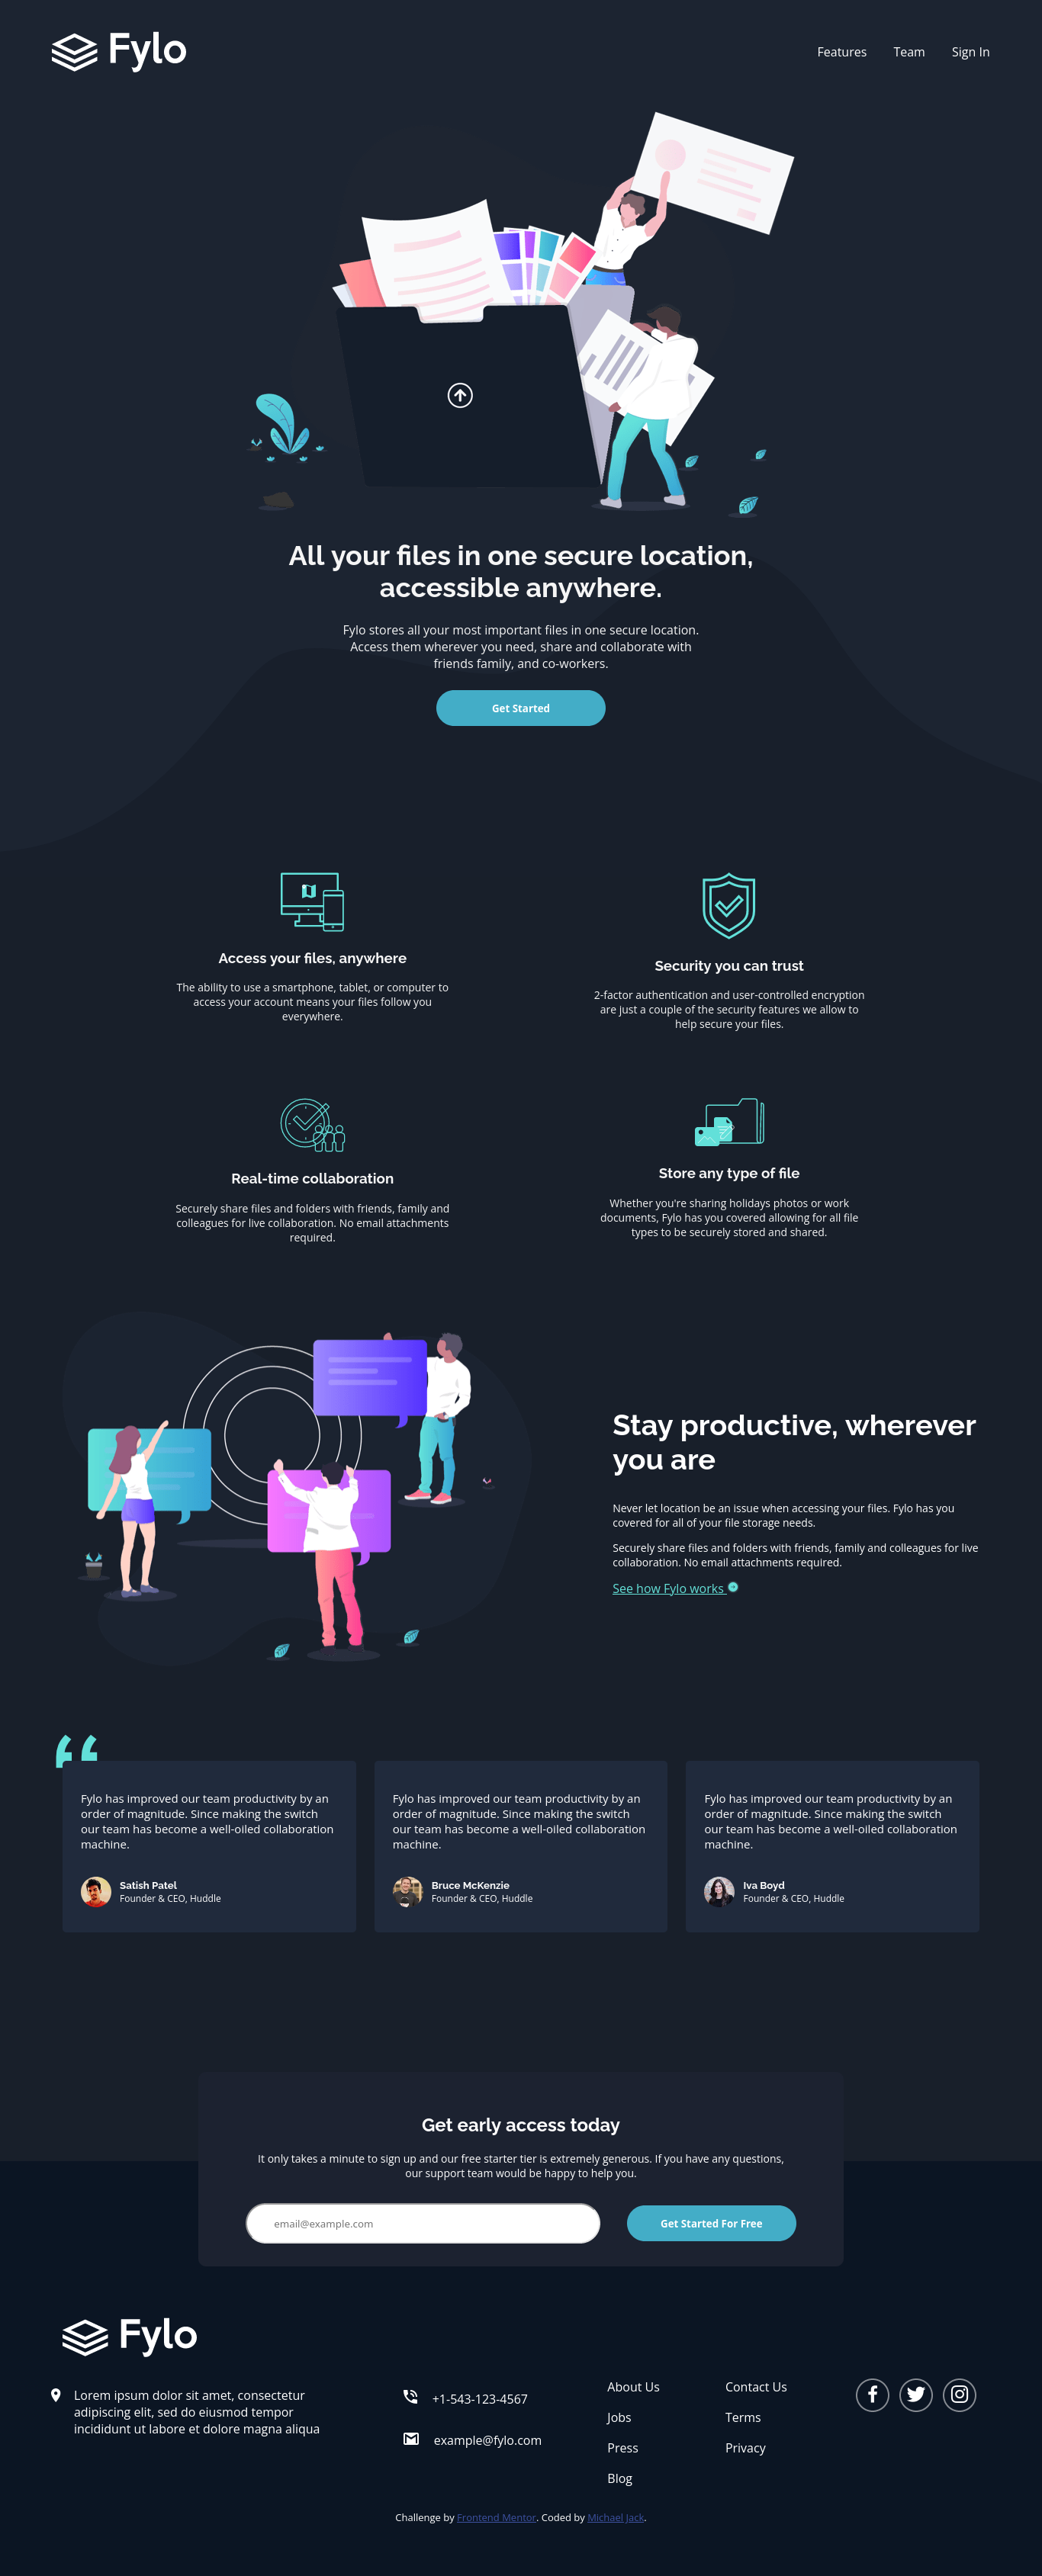 Fylo
Features Team Sign In
All your files in one secure location,
accessible anywhere.
Fylo stores all your most important files in one secure location.
Access them wherever you need, share and collaborate with
friends family, and co-workers.
Get Started
Access your files, anywhere
The ability to use a smartphone, tablet, or computer to
access your account means your files follow you
everywhere.
Security you can trust
2-factor authentication and user-controlled encryption
are just a couple of the security features we allow to
help secure your files.
Real-time collaboration
Securely share files and folders with friends, family and
colleagues for live collaboration. No email attachments
required.
Store any type of file
Whether you're sharing holidays photos or work
documents, Fylo has you covered allowing for all file
types to be securely stored and shared.
Stay productive, wherever
you are
Never let location be an issue when accessing your files. Fylo has you
covered for all of your file storage needs.
Securely share files and folders with friends, family and colleagues for live
collaboration. No email attachments required.
See how Fylo works
Fylo has improved our team productivity by an
order of magnitude. Since making the switch
our team has become a well-oiled collaboration
machine.
Satish Patel
Founder & CEO, Huddle
Fylo has improved our team productivity by an
order of magnitude. Since making the switch
our team has become a well-oiled collaboration
machine.
Bruce McKenzie
Founder & CEO, Huddle
Fylo has improved our team productivity by an
order of magnitude. Since making the switch
our team has become a well-oiled collaboration
machine.
Iva Boyd
Founder & CEO, Huddle
Get early access today
It only takes a minute to sign up and our free starter tier is extremely generous. If you have any questions,
our support team would be happy to help you.
email@example.com
Get Started For Free
Fylo
Lorem ipsum dolor sit amet, consectetur
adipiscing elit, sed do eiusmod tempor
incididunt ut labore et dolore magna aliqua
+1-543-123-4567
example@fylo.com
About Us
Jobs
Press
Blog
Contact Us
Terms
Privacy
Challenge by Frontend Mentor. Coded by Michael Jack.